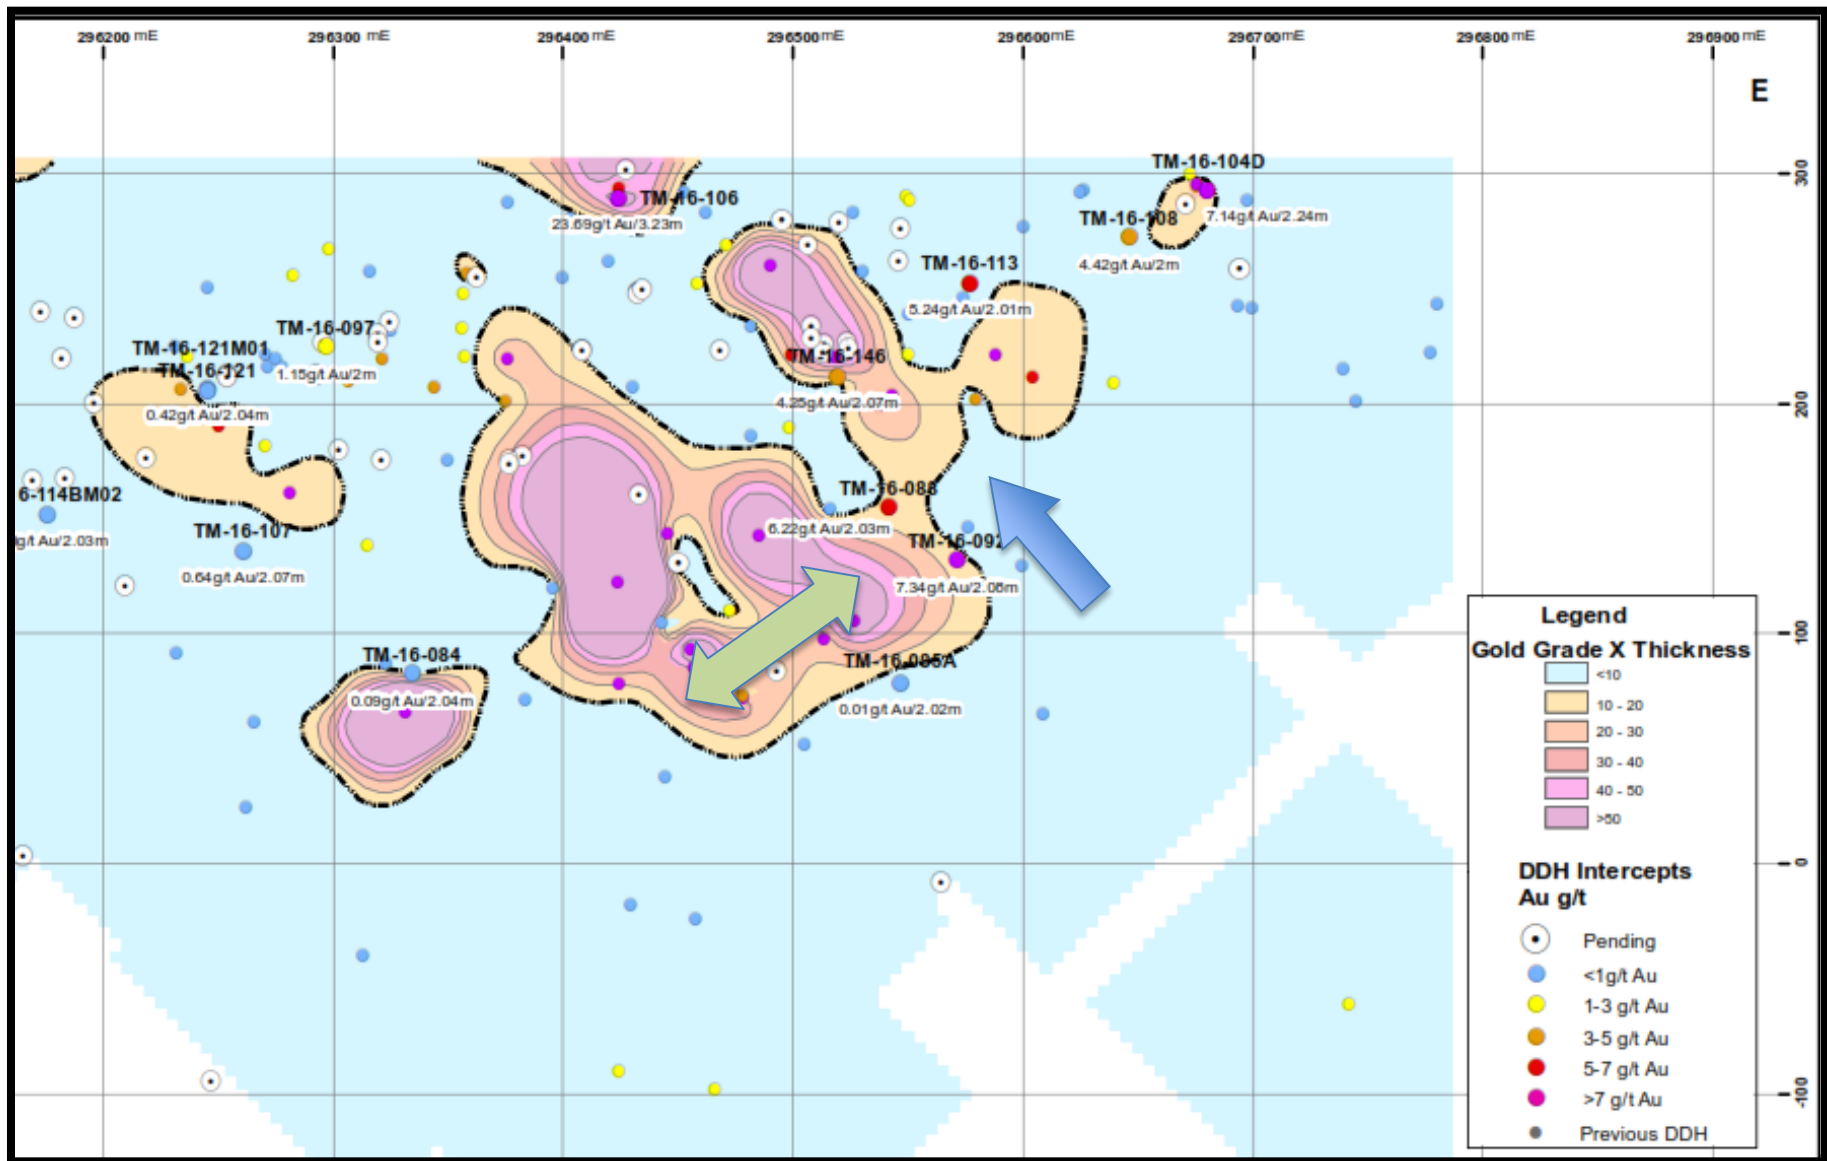 296200 mE 296300 mE 296400 mE 296500 mE 296600 mE 296700 mE 296800 mE 296900 mE
E
TM-16-104D
300
TM-16-106
7.14g/t Au/2.24m
23.69g/t Au/3.23m
TM-16-108
4.42g/t Au/2m
TM-16-113
5.24g/t Au/2.01m
TM-16-097
TM-16-121M01
TM-16-146
TM-16-121
1.15g/t Au/2m
4.25g/t Au/2.07m
200
0.42g/t Au/2.04m
6-114BM02
TM-16-088
6.22g/t Au/2.03m
TM-16-107
g/t Au/2.03m
TM-16-092
0.64g/t Au/2.07m
7.34g/t Au/2.06m
100
TM-16-084
TM-16-085A
0.09g/t Au/2.04m
0.01g/t Au/2.02m
0
-100
Legend
Gold Grade X Thickness
<10
10 - 20
20 - 30
30 - 40
40 - 50
>50
DDH Intercepts
Au g/t
Pending
<1g/t Au
1-3 g/t Au
3-5 g/t Au
5-7 g/t Au
>7 g/t Au
Previous DDH